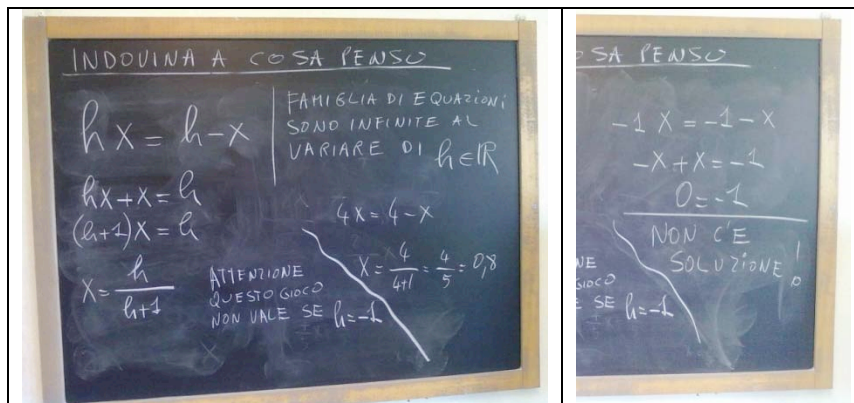 INDOVINA A COSA PENSO
hx = h-x
hx+x=h
(h+1)x=h
x=h/h+1
FAMIGLIA DI EQUAZIONI
SONO INFINITE AL
VARIARE DI h∈ℝ
4x=4-x
x=4/4+1=4/5=0,8
ATTENZIONE
QUESTO GIOCO
NON VALE SE h=-1
OSA PENSO
-1x=-1-x
-x+x=-1
0=-1
NON C'E
SOLUZIONE!
NE
GIOCO
E SE h=-1